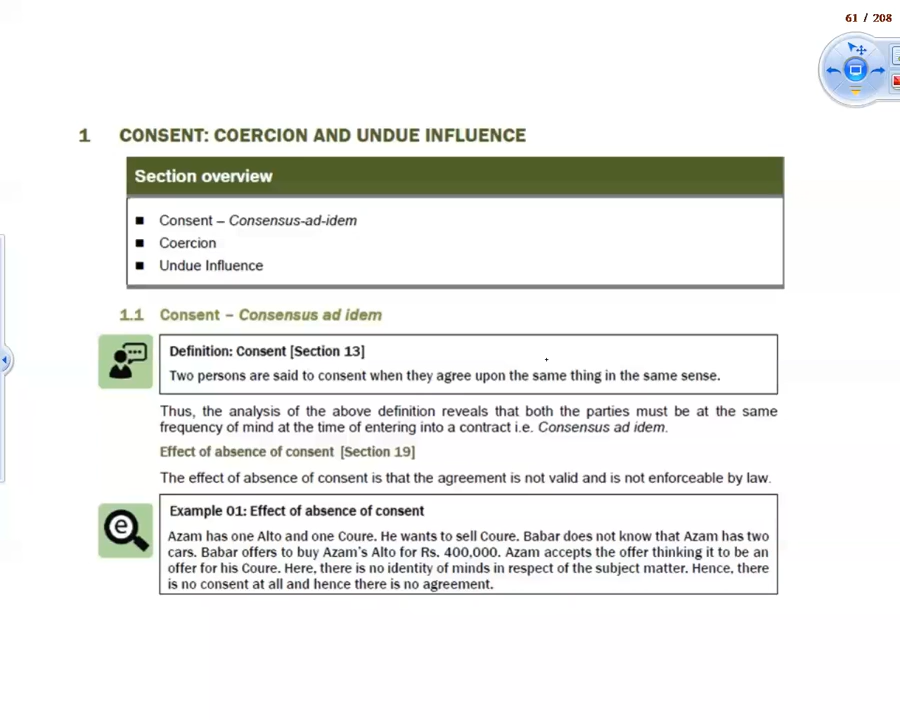 61 / 208
1 CONSENT: COERCION AND UNDUE INFLUENCE
Section overview
■ Consent – Consensus-ad-idem
■ Coercion
■ Undue Influence
1.1 Consent – Consensus ad idem
Definition: Consent [Section 13]
Two persons are said to consent when they agree upon the same thing in the same sense.
Thus, the analysis of the above definition reveals that both the parties must be at the same
frequency of mind at the time of entering into a contract i.e. Consensus ad idem.
Effect of absence of consent [Section 19]
The effect of absence of consent is that the agreement is not valid and is not enforceable by law.
e
Example 01: Effect of absence of consent
Azam has one Alto and one Coure. He wants to sell Coure. Babar does not know that Azam has two
cars. Babar offers to buy Azam's Alto for Rs. 400,000. Azam accepts the offer thinking it to be an
offer for his Coure. Here, there is no identity of minds in respect of the subject matter. Hence, there
is no consent at all and hence there is no agreement.